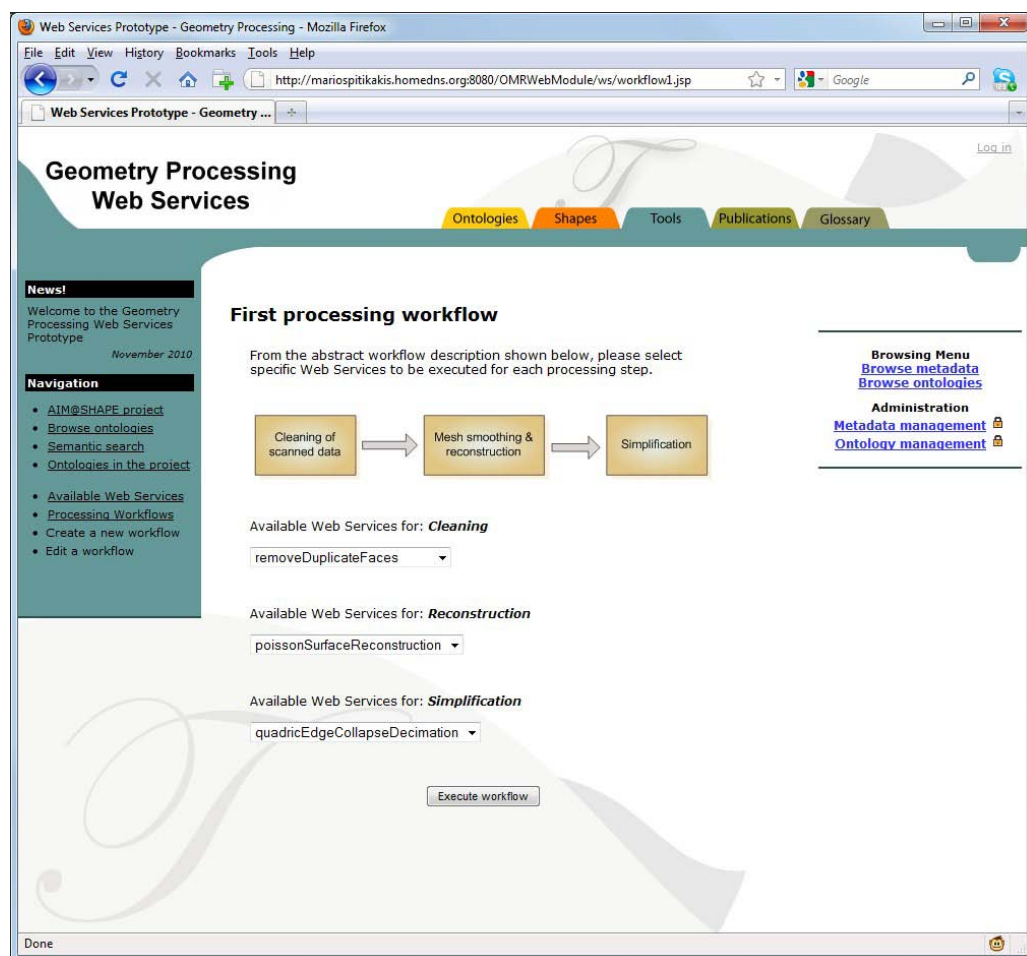 Web Services Prototype - Geometry Processing - Mozilla Firefox
File Edit View History Bookmarks Tools Help
http://mariospitikakis.homedns.org:8080/OMRWebModule/ws/workflow1.jsp
Google
Web Services Prototype - Geometry ...
Log in
Geometry Processing
Web Services
Ontologies Shapes Tools Publications Glossary
News!
Welcome to the Geometry
Processing Web Services
Prototype
November 2010
Navigation
AIM@SHAPE project
Browse ontologies
Semantic search
Ontologies in the project
Available Web Services
Processing Workflows
Create a new workflow
Edit a workflow
First processing workflow
From the abstract workflow description shown below, please select
specific Web Services to be executed for each processing step.
Cleaning of
scanned data
Mesh smoothing &
reconstruction
Simplification
Available Web Services for: Cleaning
removeDuplicateFaces
Available Web Services for: Reconstruction
poissonSurfaceReconstruction
Available Web Services for: Simplification
quadricEdgeCollapseDecimation
Execute workflow
Browsing Menu
Browse metadata
Browse ontologies
Administration
Metadata management
Ontology management
Done